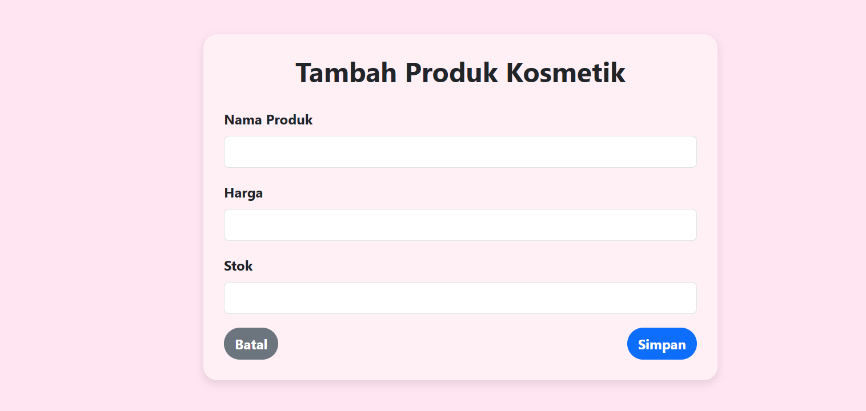 Tambah Produk Kosmetik
Nama Produk
Harga
Stok
Batal
Simpan